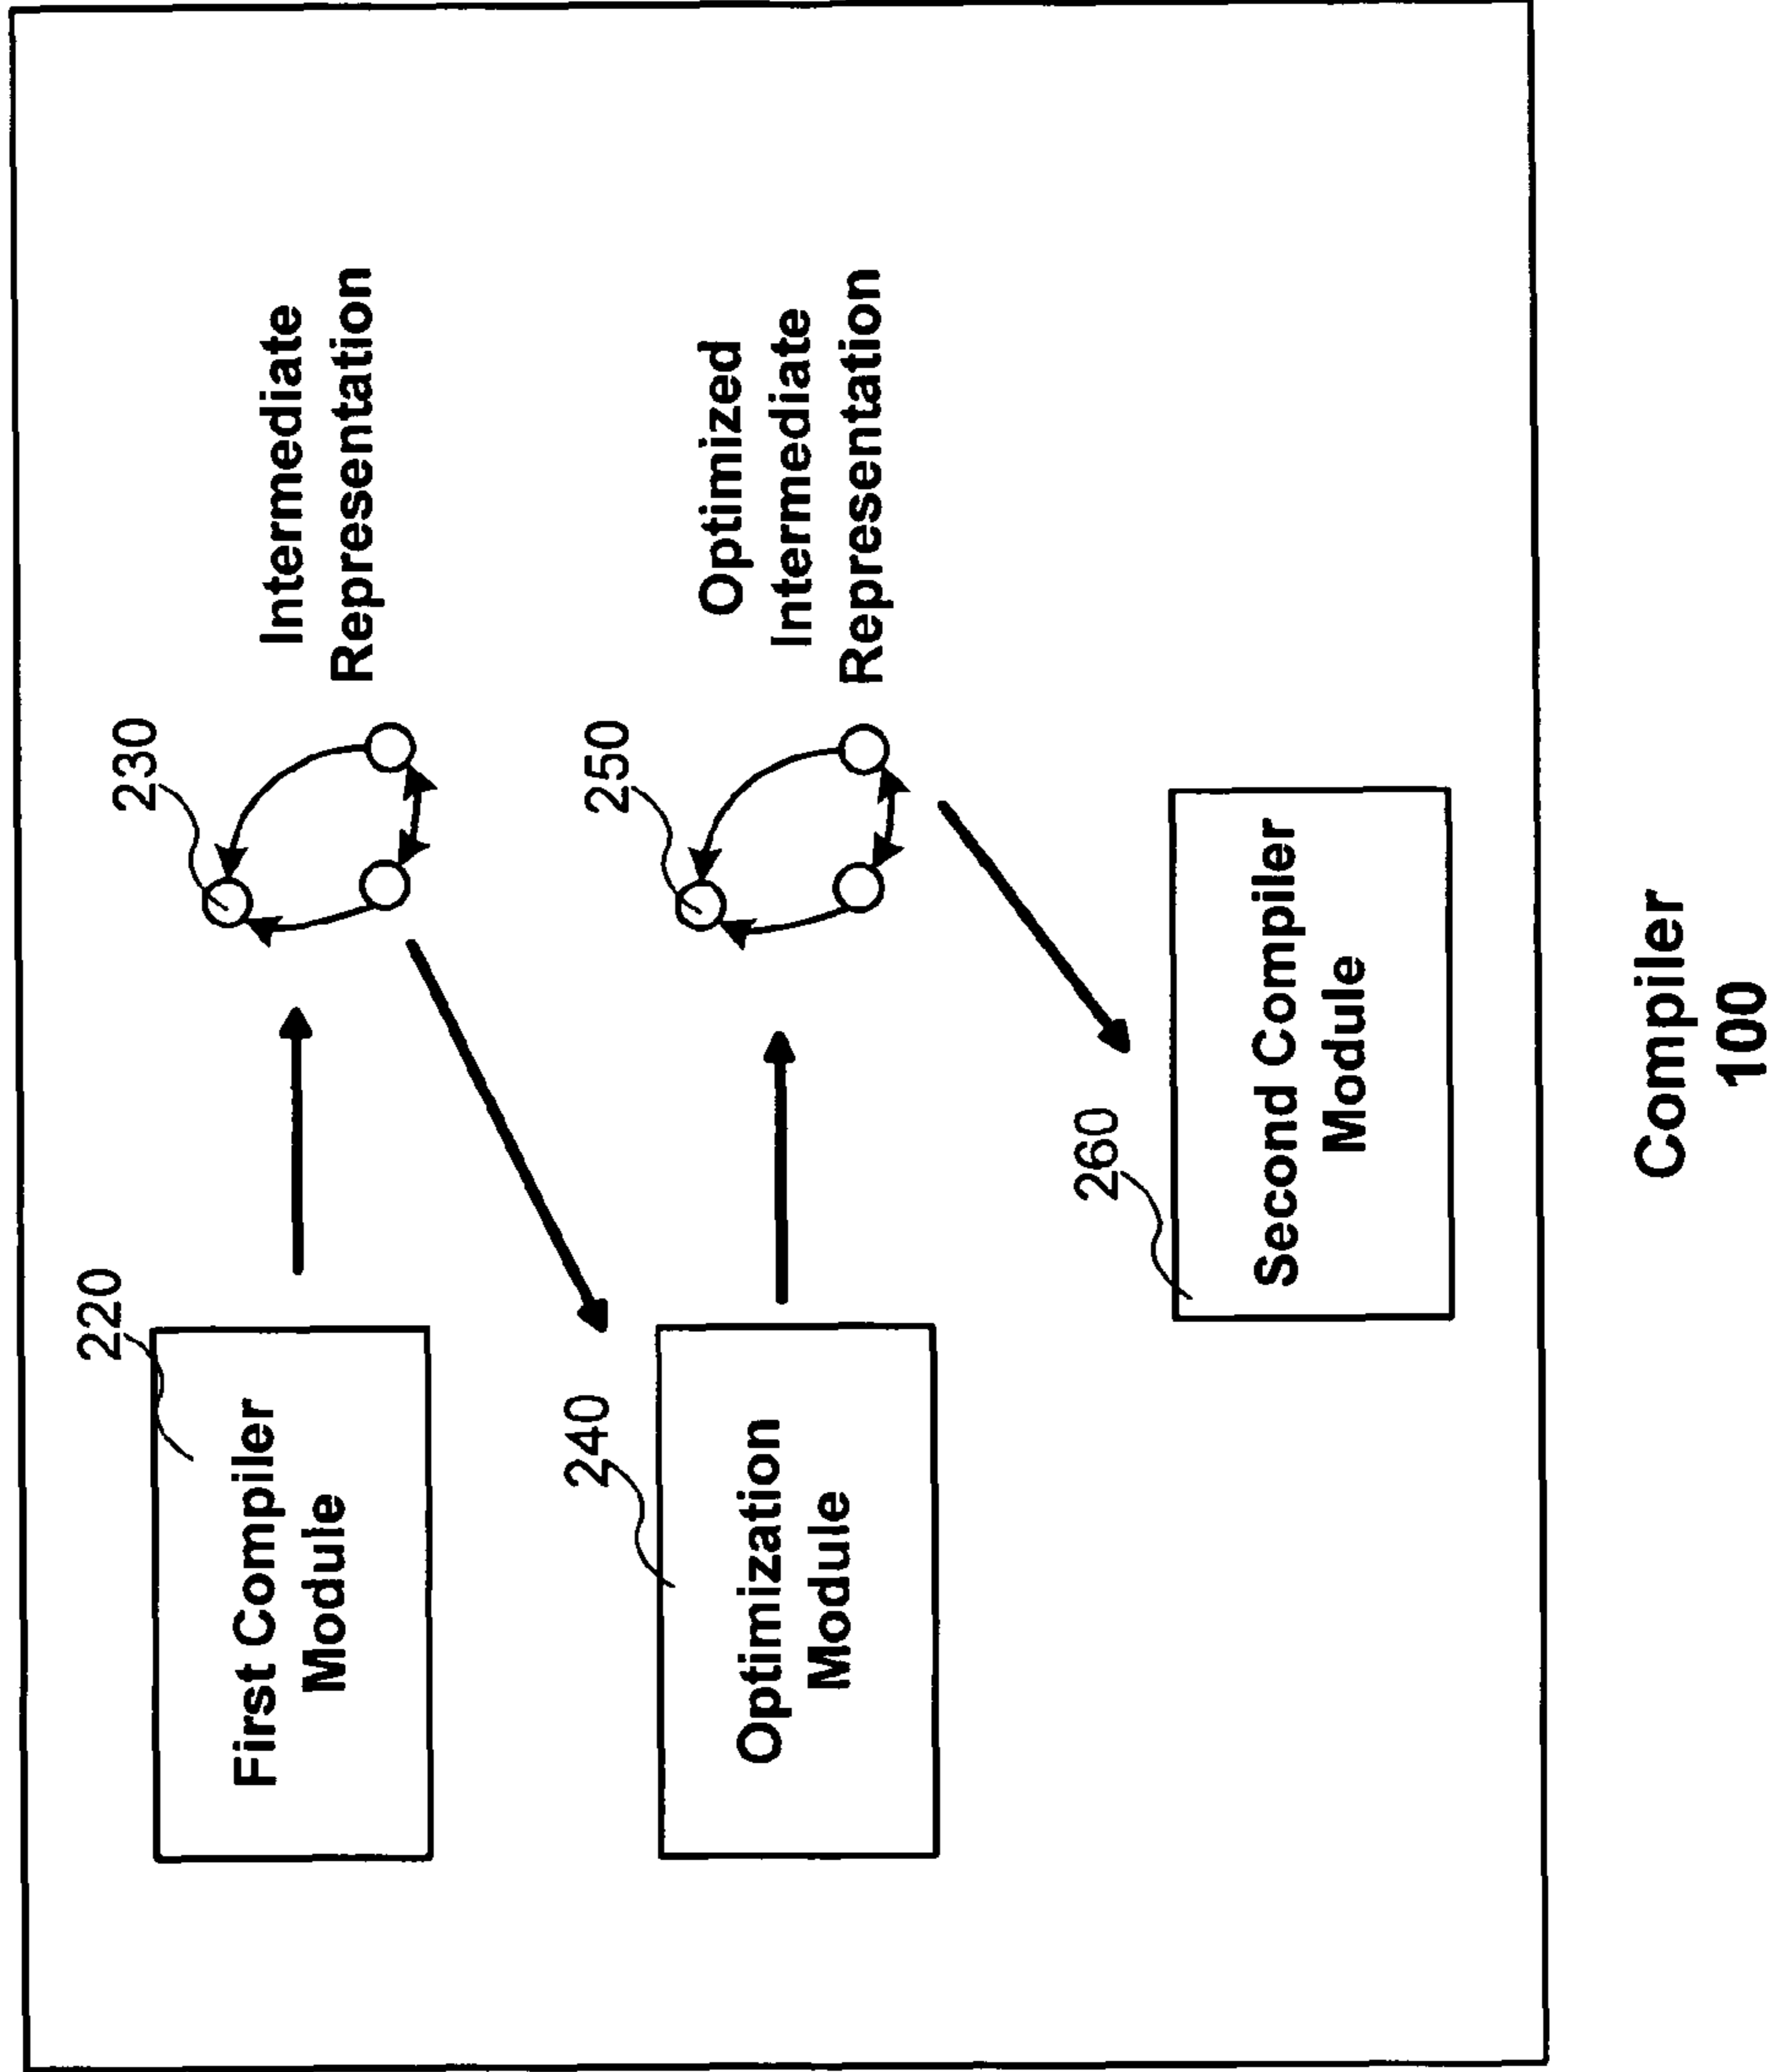 220
First Compiler
Module
230
Intermediate
Representation
240
Optimization
Module
250
Optimized
Intermediate
Representation
260
Second Compiler
Module
Compiler
100